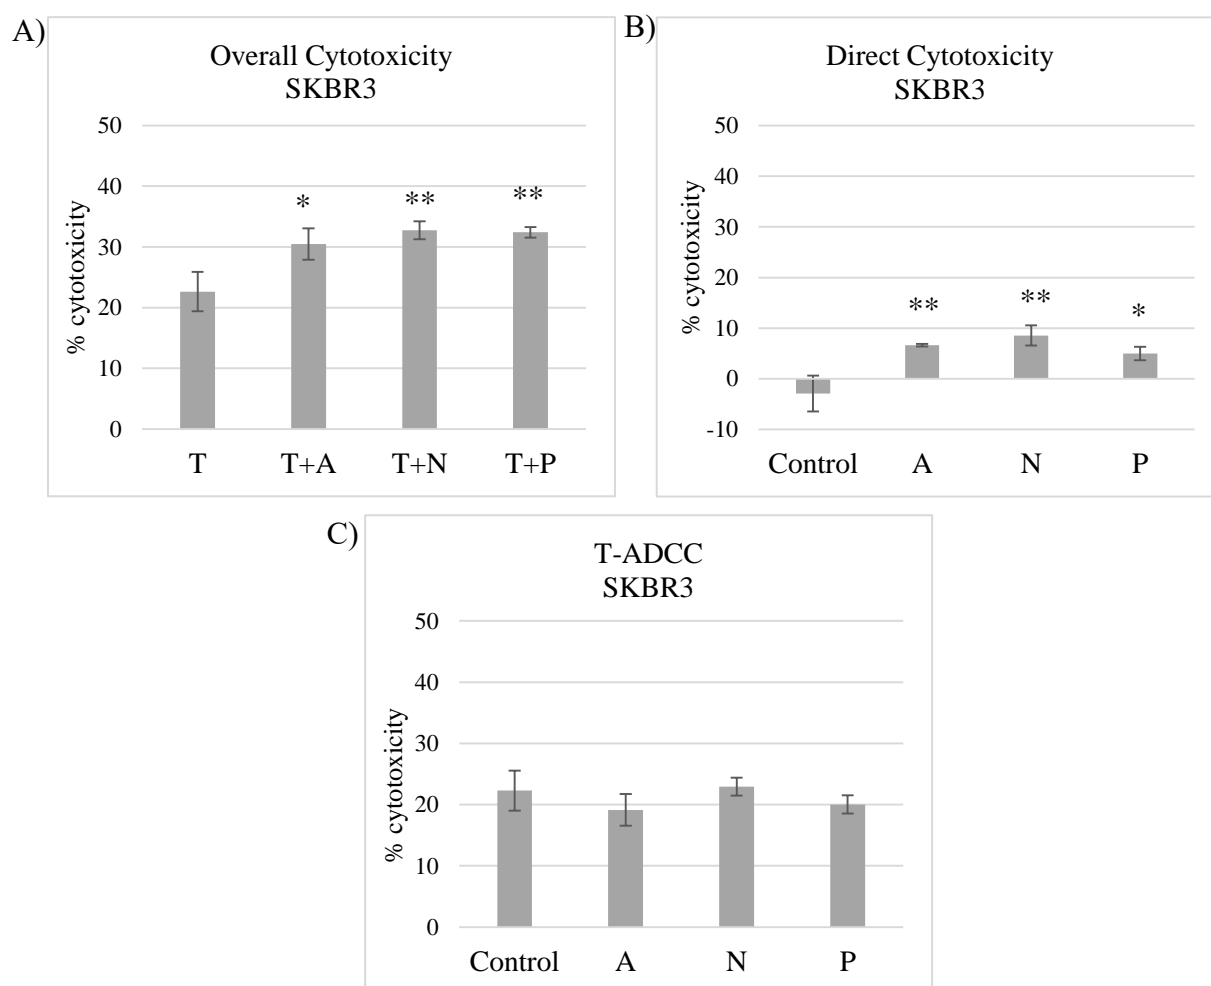 A)
Overall Cytotoxicity
SKBR3
% cytotoxicity
50
40
30
20
10
0
*
**
**
T
T+A
T+N
T+P
B)
Direct Cytotoxicity
SKBR3
% cytotoxicity
50
40
30
20
10
0
-10
**
**
*
Control
A
N
P
C)
T-ADCC
SKBR3
% cytotoxicity
50
40
30
20
10
0
Control
A
N
P